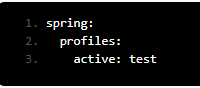 1. spring:
2.   profiles:
3.     active: test